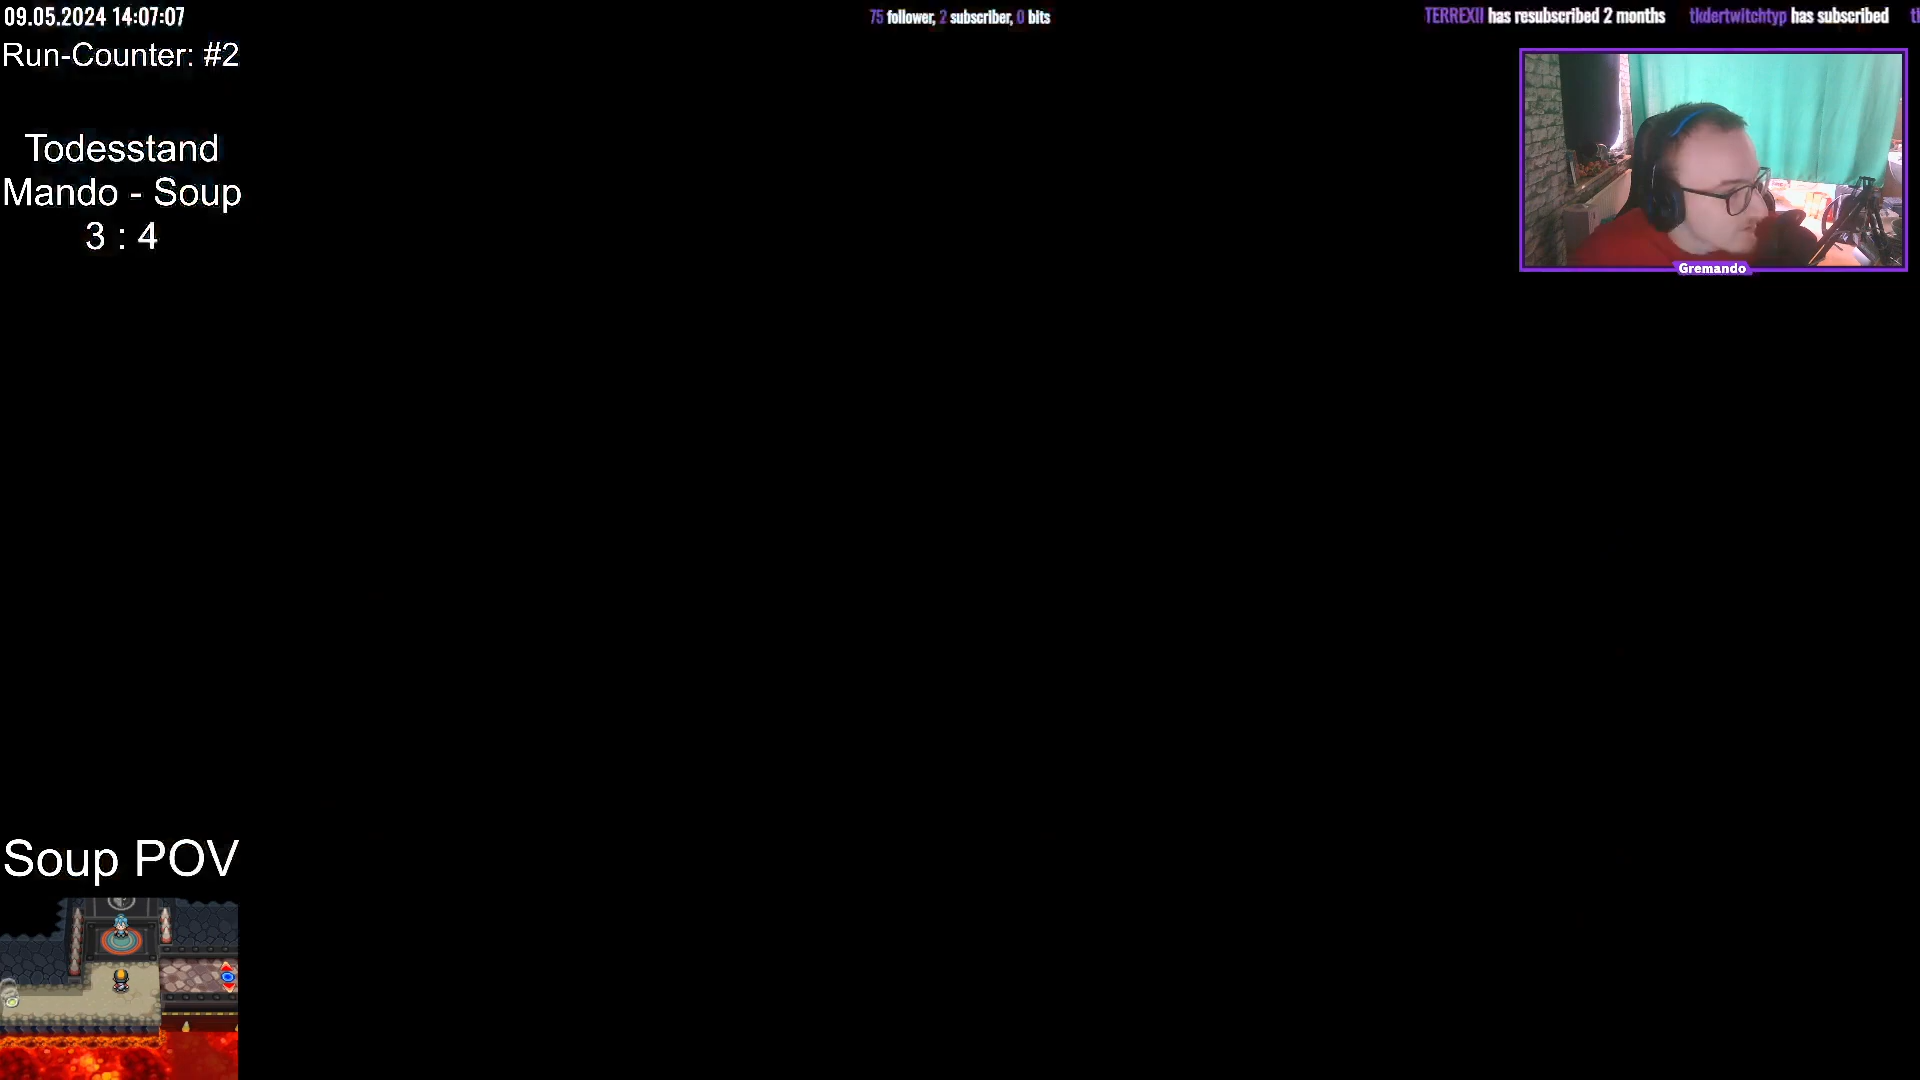 09.05.2024 14:07:07
75 follower, 2 subscriber, 0 bits
TERREXII has resubscribed 2 months tkdertwitchtyp has subscribed
Run-Counter: #2
Todesstand
Mando - Soup
3 : 4
Gremando
Soup POV